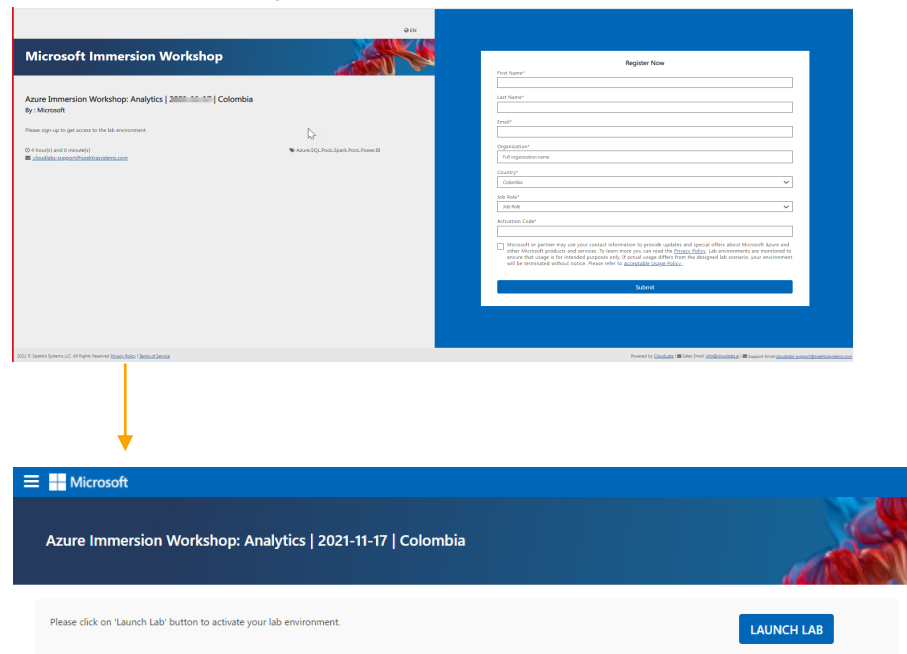 EN
Microsoft Immersion Workshop
Azure Immersion Workshop: Analytics | | Colombia
By : Microsoft
Please sign-up to get access to the lab environment.
4 hour(s) and 0 minute(s)
Azure.SQL.Pool.Spark.Pool.Power.BI
cloudlabs-support@spektrasystems.com
Register Now
First Name*
Last Name*
Email*
Organization*
Full organization name
Country*
Colombia
Job Role*
Job Role
Activation Code*
Microsoft or partner may use your contact information to provide updates and special offers about Microsoft Azure and
other Microsoft products and services. To learn more you can read the Privacy Policy. Lab environments are monitored to
ensure that usage is for intended purposes only. If actual usage differs from the designed lab scenario, your environment
will be terminated without notice. Please refer to Acceptable Usage Policy.
Submit
2021 © Spektra Systems LLC. All Rights Reserved Privacy Policy | Terms of Service
Powered by CloudLabs | Sales Email: info@cloudlabs.ai | Support Email: cloudlabs-support@spektrasystems.com
Microsoft
Azure Immersion Workshop: Analytics | 2021-11-17 | Colombia
Please click on 'Launch Lab' button to activate your lab environment.
LAUNCH LAB